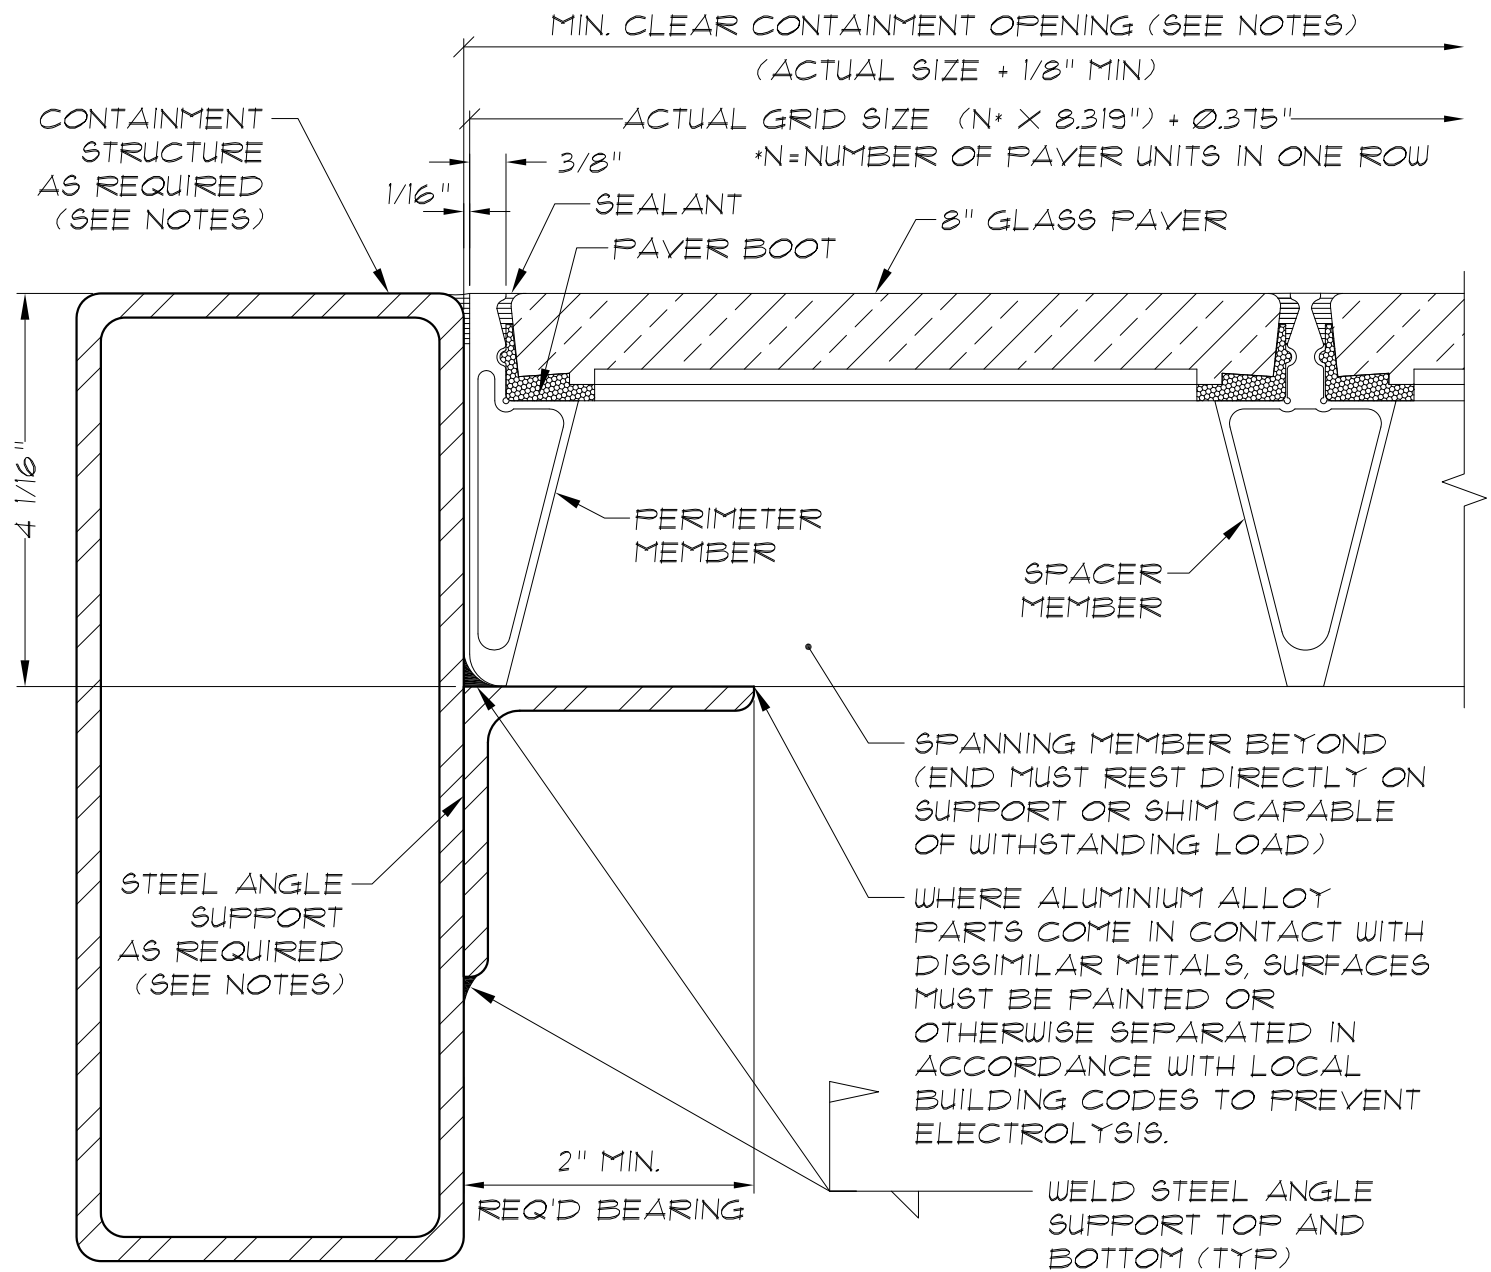 MIN. CLEAR CONTAINMENT OPENING (SEE NOTES)
(ACTUAL SIZE + 1/8" MIN)
ACTUAL GRID SIZE (N* X 8.319") + Ø.375"
*N=NUMBER OF PAVER UNITS IN ONE ROW
CONTAINMENT
STRUCTURE
AS REQUIRED
(SEE NOTES)
3/8"
1/16"
SEALANT
PAVER BOOT
8" GLASS PAVER
4 1/16"
PERIMETER
MEMBER
SPACER
MEMBER
SPANNING MEMBER BEYOND
(END MUST REST DIRECTLY ON
SUPPORT OR SHIM CAPABLE
OF WITHSTANDING LOAD)
STEEL ANGLE
SUPPORT
AS REQUIRED
(SEE NOTES)
WHERE ALUMINIUM ALLOY
PARTS COME IN CONTACT WITH
DISSIMILAR METALS, SURFACES
MUST BE PAINTED OR
OTHERWISE SEPARATED IN
ACCORDANCE WITH LOCAL
BUILDING CODES TO PREVENT
ELECTROLYSIS.
2" MIN.
REQ'D BEARING
WELD STEEL ANGLE
SUPPORT TOP AND
BOTTOM (TYP)